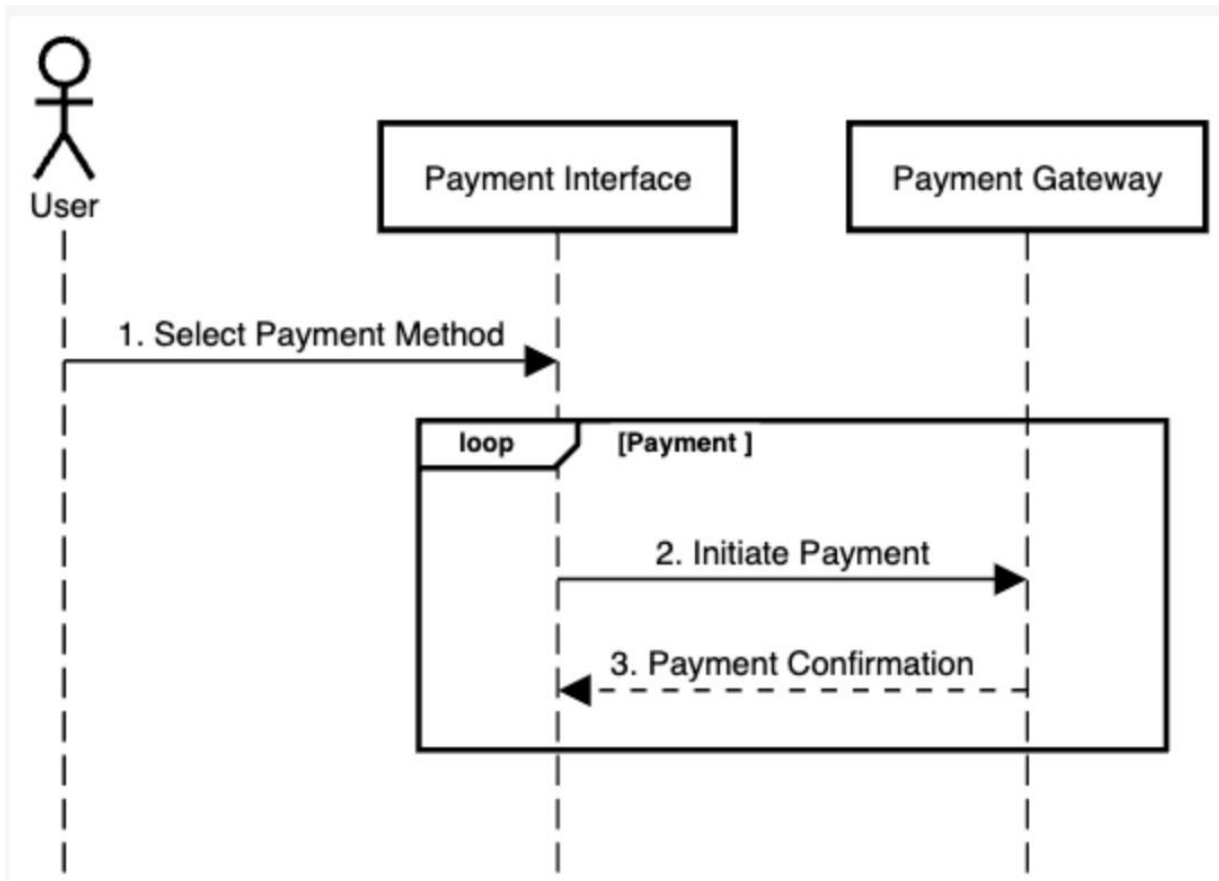 User
Payment Interface
Payment Gateway
1. Select Payment Method
loop [Payment ]
2. Initiate Payment
3. Payment Confirmation